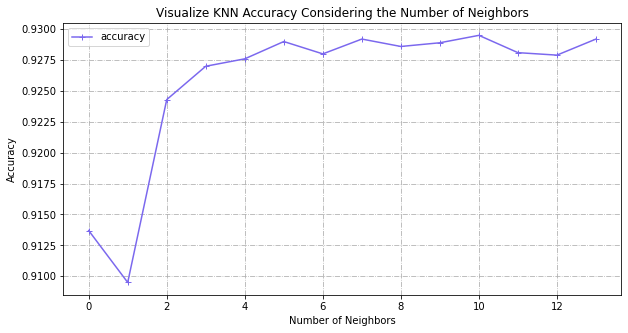 Visualize KNN Accuracy Considering the Number of Neighbors
accuracy
0.9300
0.9275
0.9250
0.9225
0.9200
0.9175
0.9150
0.9125
0.9100
Accuracy
0 2 4 6 8 10 12
Number of Neighbors